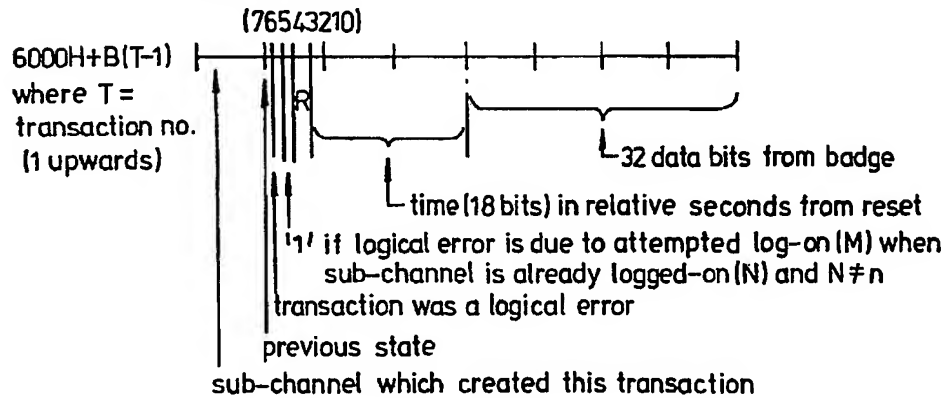 (76543210)
6000H+B(T-1)
where T =
transaction no.
(1 upwards)
R
32 data bits from badge
time (18 bits) in relative seconds from reset
'1' if logical error is due to attempted log-on (M) when
sub-channel is already logged-on (N) and N≠n
transaction was a logical error
previous state
sub-channel which created this transaction